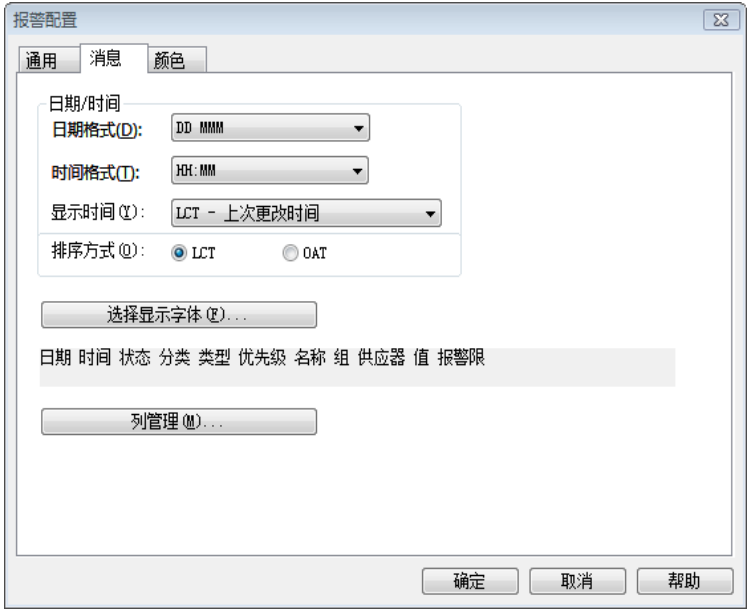 报警配置
通用 消息 颜色
日期/时间
日期格式(D): DD MMM
时间格式(T): HH:MM
显示时间(Y): LCT - 上次更改时间
排序方式(O): LCT OAT
选择显示字体(F)...
日期 时间 状态 分类 类型 优先级 名称 组 供应器 值 报警限
列管理(M)...
确定 取消 帮助